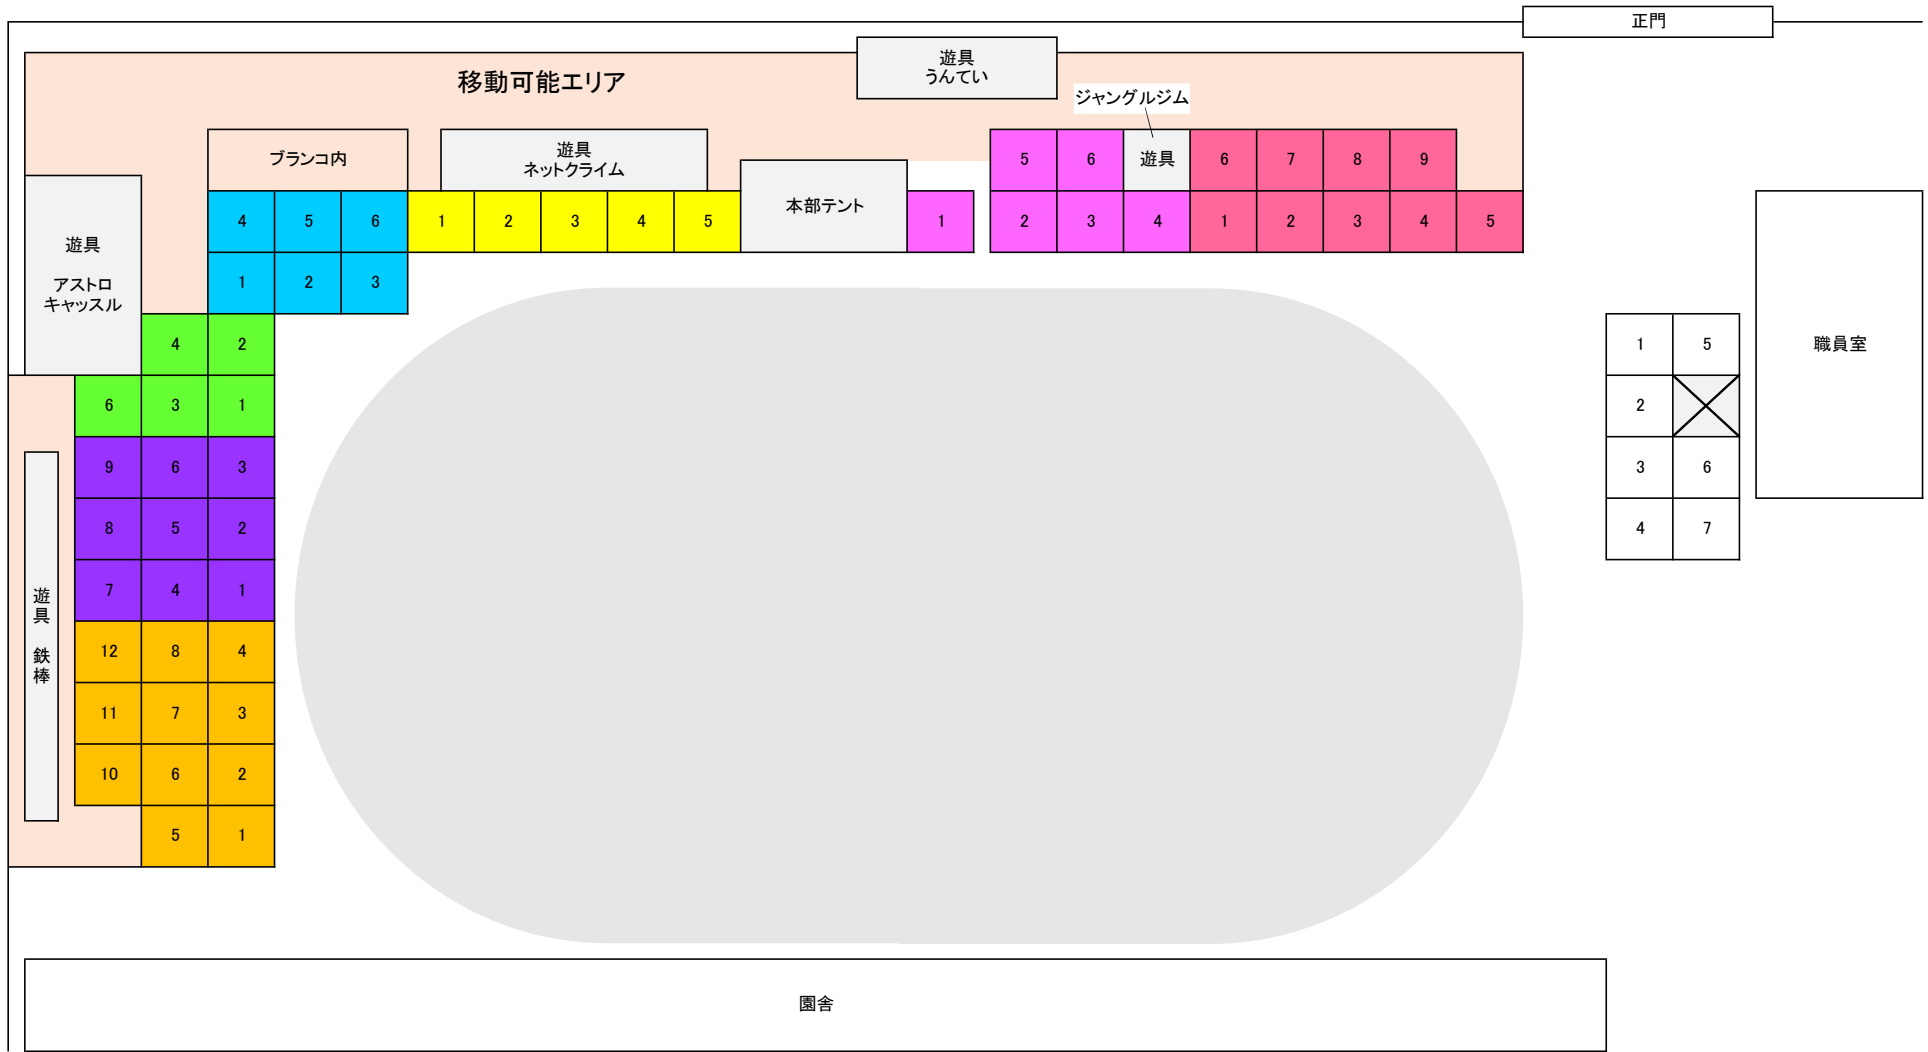 正門
遊具
うんてい
移動可能エリア
ジャングルジム
ブランコ内
遊具
ネットクライム
5 6 遊具 6 7 8 9
本部テント
4 5 6 1 2 3 4 5 1 2 3 4 1 2 3 4 5
遊具
アストロ
キャッスル
1 2 3
4 2
1 5
職員室
6 3 1
2
9 6 3
3 6
8 5 2
4 7
7 4 1
遊具 鉄棒
12 8 4
11 7 3
10 6 2
5 1
園舎